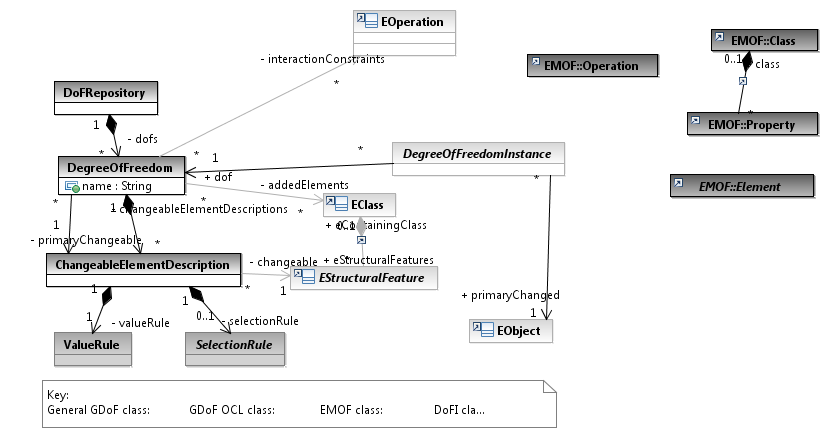 EOperation
- interactionConstraints
*
EMOF::Operation
EMOF::Class
0..1
class
*
EMOF::Property
EMOF::Element
DoFRepository
1
- dofs
*
*
DegreeOfFreedom
name : String
1
+ dof
*
DegreeOfFreedomInstance
*
- addedElements
*
*
EClass
+ eContainingClass
0..1
*
1
- primaryChangeable
1
- changeableElementDescriptions
*
ChangeableElementDescription
- changeable
*
1
+ eStructuralFeatures
EStructuralFeature
+ primaryChanged
1
EObject
1
1
- valueRule
1
0..1
- selectionRule
ValueRule
SelectionRule
Key:
General GDoF class: GDoF OCL class: EMOF class: DoFI cla...